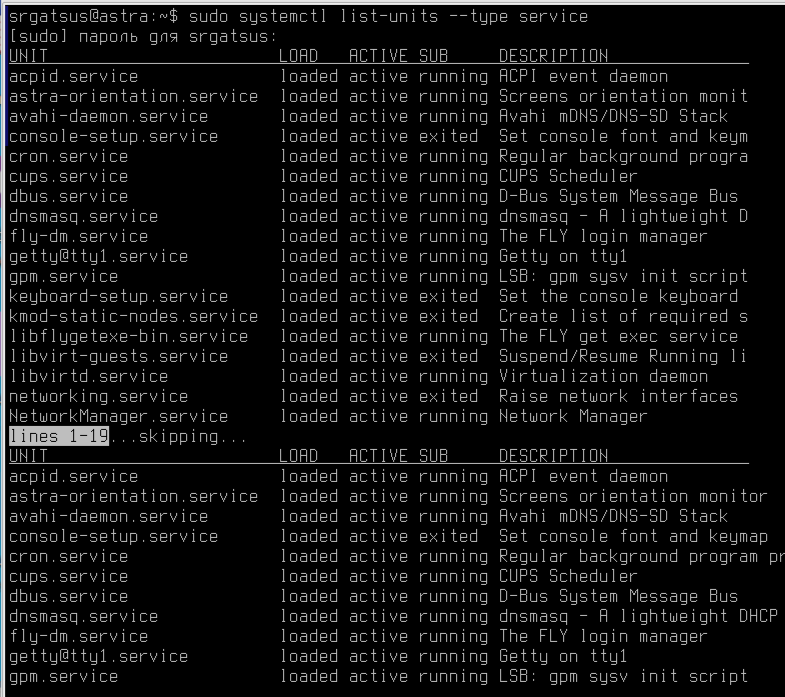 srgatsus@astra:~$ sudo systemctl list-units --type service
[sudo] пароль для srgatsus:
UNIT LOAD ACTIVE SUB DESCRIPTION
acpid.service loaded active running ACPI event daemon
astra-orientation.service loaded active running Screens orientation monit
avahi-daemon.service loaded active running Avahi mDNS/DNS-SD Stack
console-setup.service loaded active exited Set console font and keym
cron.service loaded active running Regular background progra
cups.service loaded active running CUPS Scheduler
dbus.service loaded active running D-Bus System Message Bus
dnsmasq.service loaded active running dnsmasq - A lightweight D
fly-dm.service loaded active running The FLY login manager
getty@tty1.service loaded active running Getty on tty1
gpm.service loaded active running LSB: gpm sysv init script
keyboard-setup.service loaded active exited Set the console keyboard
kmod-static-nodes.service loaded active exited Create list of required s
libflygetexe-bin.service loaded active running The FLY get exec service
libvirt-guests.service loaded active exited Suspend/Resume Running li
libvirtd.service loaded active running Virtualization daemon
networking.service loaded active exited Raise network interfaces
NetworkManager.service loaded active running Network Manager
lines 1-19...skipping...
UNIT LOAD ACTIVE SUB DESCRIPTION
acpid.service loaded active running ACPI event daemon
astra-orientation.service loaded active running Screens orientation monitor
avahi-daemon.service loaded active running Avahi mDNS/DNS-SD Stack
console-setup.service loaded active exited Set console font and keymap
cron.service loaded active running Regular background program pr
cups.service loaded active running CUPS Scheduler
dbus.service loaded active running D-Bus System Message Bus
dnsmasq.service loaded active running dnsmasq - A lightweight DHCP
fly-dm.service loaded active running The FLY login manager
getty@tty1.service loaded active running Getty on tty1
gpm.service loaded active running LSB: gpm sysv init script